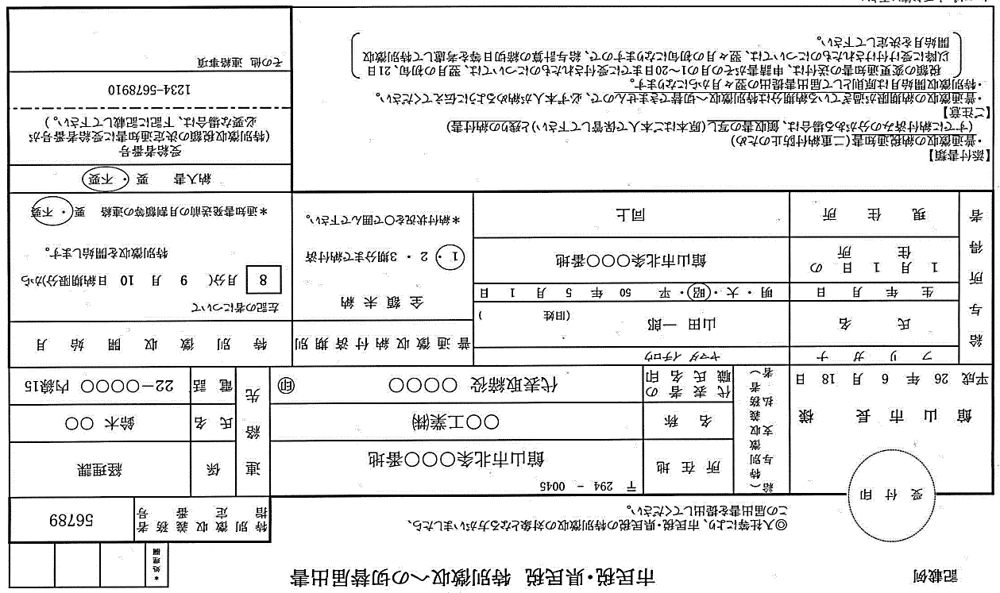 記載例
市民税・県民税 特別徴収への切替届出書
*処理欄
◎入社等により、市民税・県民税の特別徴収の対象となる方がいましたら、
この届出書を提出してください。
特別徴収義務者
指定番号
56789
受付印
館山市長 様
平成 26 年 6 月 18 日
(給与支払者)
特別徴収義務者
所在地
〒 294 - 0045
館山市北条○○○番地
名称
○○工業㈱
代表者の
職氏名印
代表取締役 ○○○○ ㊞
連絡先
係
経理課
氏名
鈴木 ○○
電話
22-○○○○ 内線15
給与所得者
フリガナ
ヤマダ イチロウ
氏名
山田 一郎
(旧姓 )
生年月日
明・大・昭・平 50 年 5 月 1 日
1月1日の
住所
館山市北条○○○番地
現住所
同上
普通徴収納付済期別
全額未納
1・2・3期分まで納付済
*納付状況を○で囲んで下さい。
特別徴収開始月
左記の者について
8 月分( 9 月 10 日納期限分)から
特別徴収を開始します。
*通知書発送前の月割額等の連絡 要・不要
納入書 要・不要
受給者番号
(特別徴収税額の決定通知書に受給者番号が
必要な場合は、下記に記載して下さい。)
1234-5678910
その他 連絡事項
【添付書類】
・普通徴収の納税通知書(二重納付防止のため)
(すでに納付済みの分がある場合は、領収書の写し(原本はご本人で保管して下さい)と残りの納付書)
【ご注意】
・普通徴収の納期限が過ぎている納期分は特別徴収へ切替できませんので、必ず本人が納めるように伝えてください。
・特別徴収開始月は原則として届出書提出の翌々月からになります。
税額の変更通知書の送付は、申請書がその月の1~20日までに受付されたものについては、翌月の初旬、21日
以降に受け付けされたものについては、翌々月の初旬になりますので、給与計算の締切日等を考慮して特別徴収
開始月を決定して下さい。